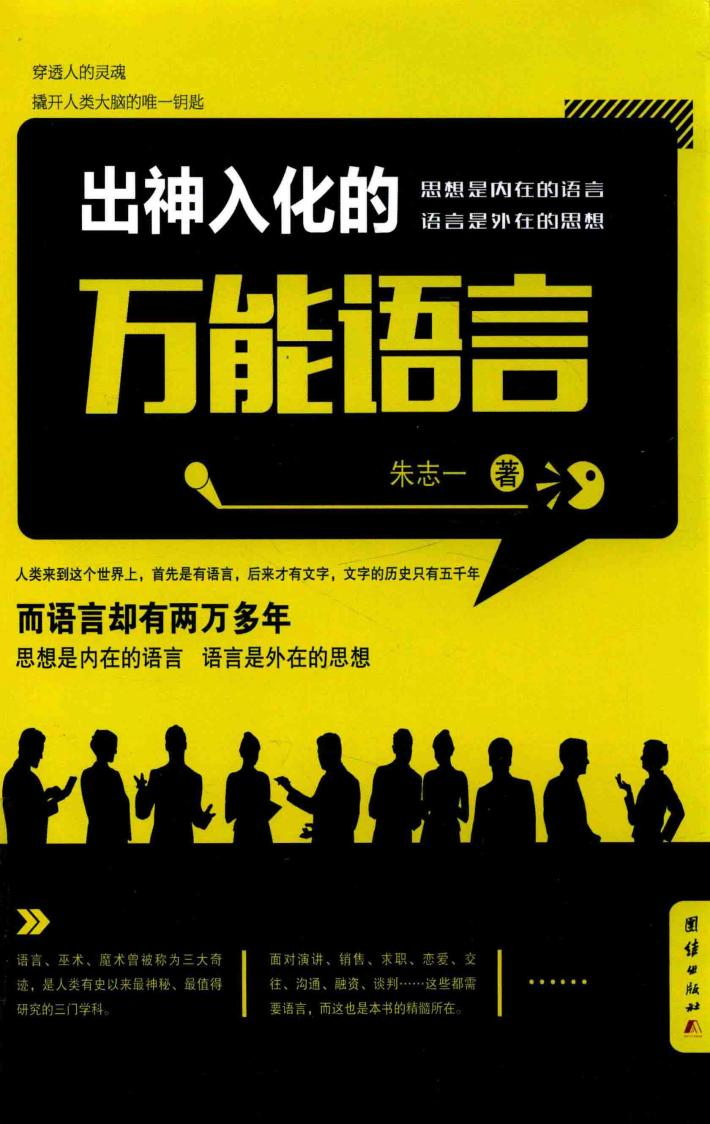 穿透人的灵魂
撬开人类大脑的唯一钥匙
出神入化的
思想是内在的语言
语言是外在的思想
万能语言
朱志一 著
人类来到这个世界上，首先是有语言，后来才有文字，文字的历史只有五千年
而语言却有两万多年
思想是内在的语言 语言是外在的思想
语言、巫术、魔术曾被称为三大奇
迹，是人类有史以来最神秘、最值得
研究的三门学科。
面对演讲、销售、求职、恋爱、交
往、沟通、融资、谈判……这些都需
要语言，而这也是本书的精髓所在。
……
團结出版社